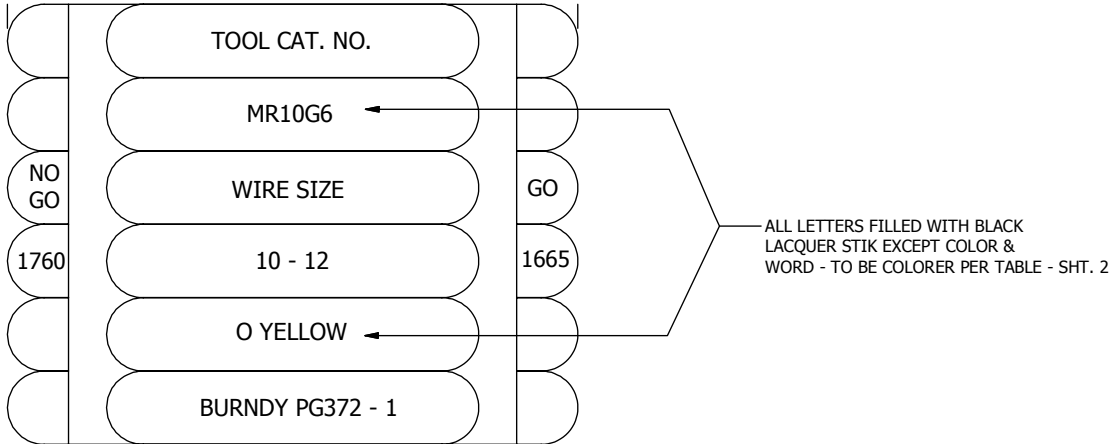 TOOL CAT. NO.
MR10G6
NO
GO
WIRE SIZE
GO
1760
10 - 12
1665
O YELLOW
BURNDY PG372 - 1
ALL LETTERS FILLED WITH BLACK
LACQUER STIK EXCEPT COLOR &
WORD - TO BE COLORER PER TABLE - SHT. 2